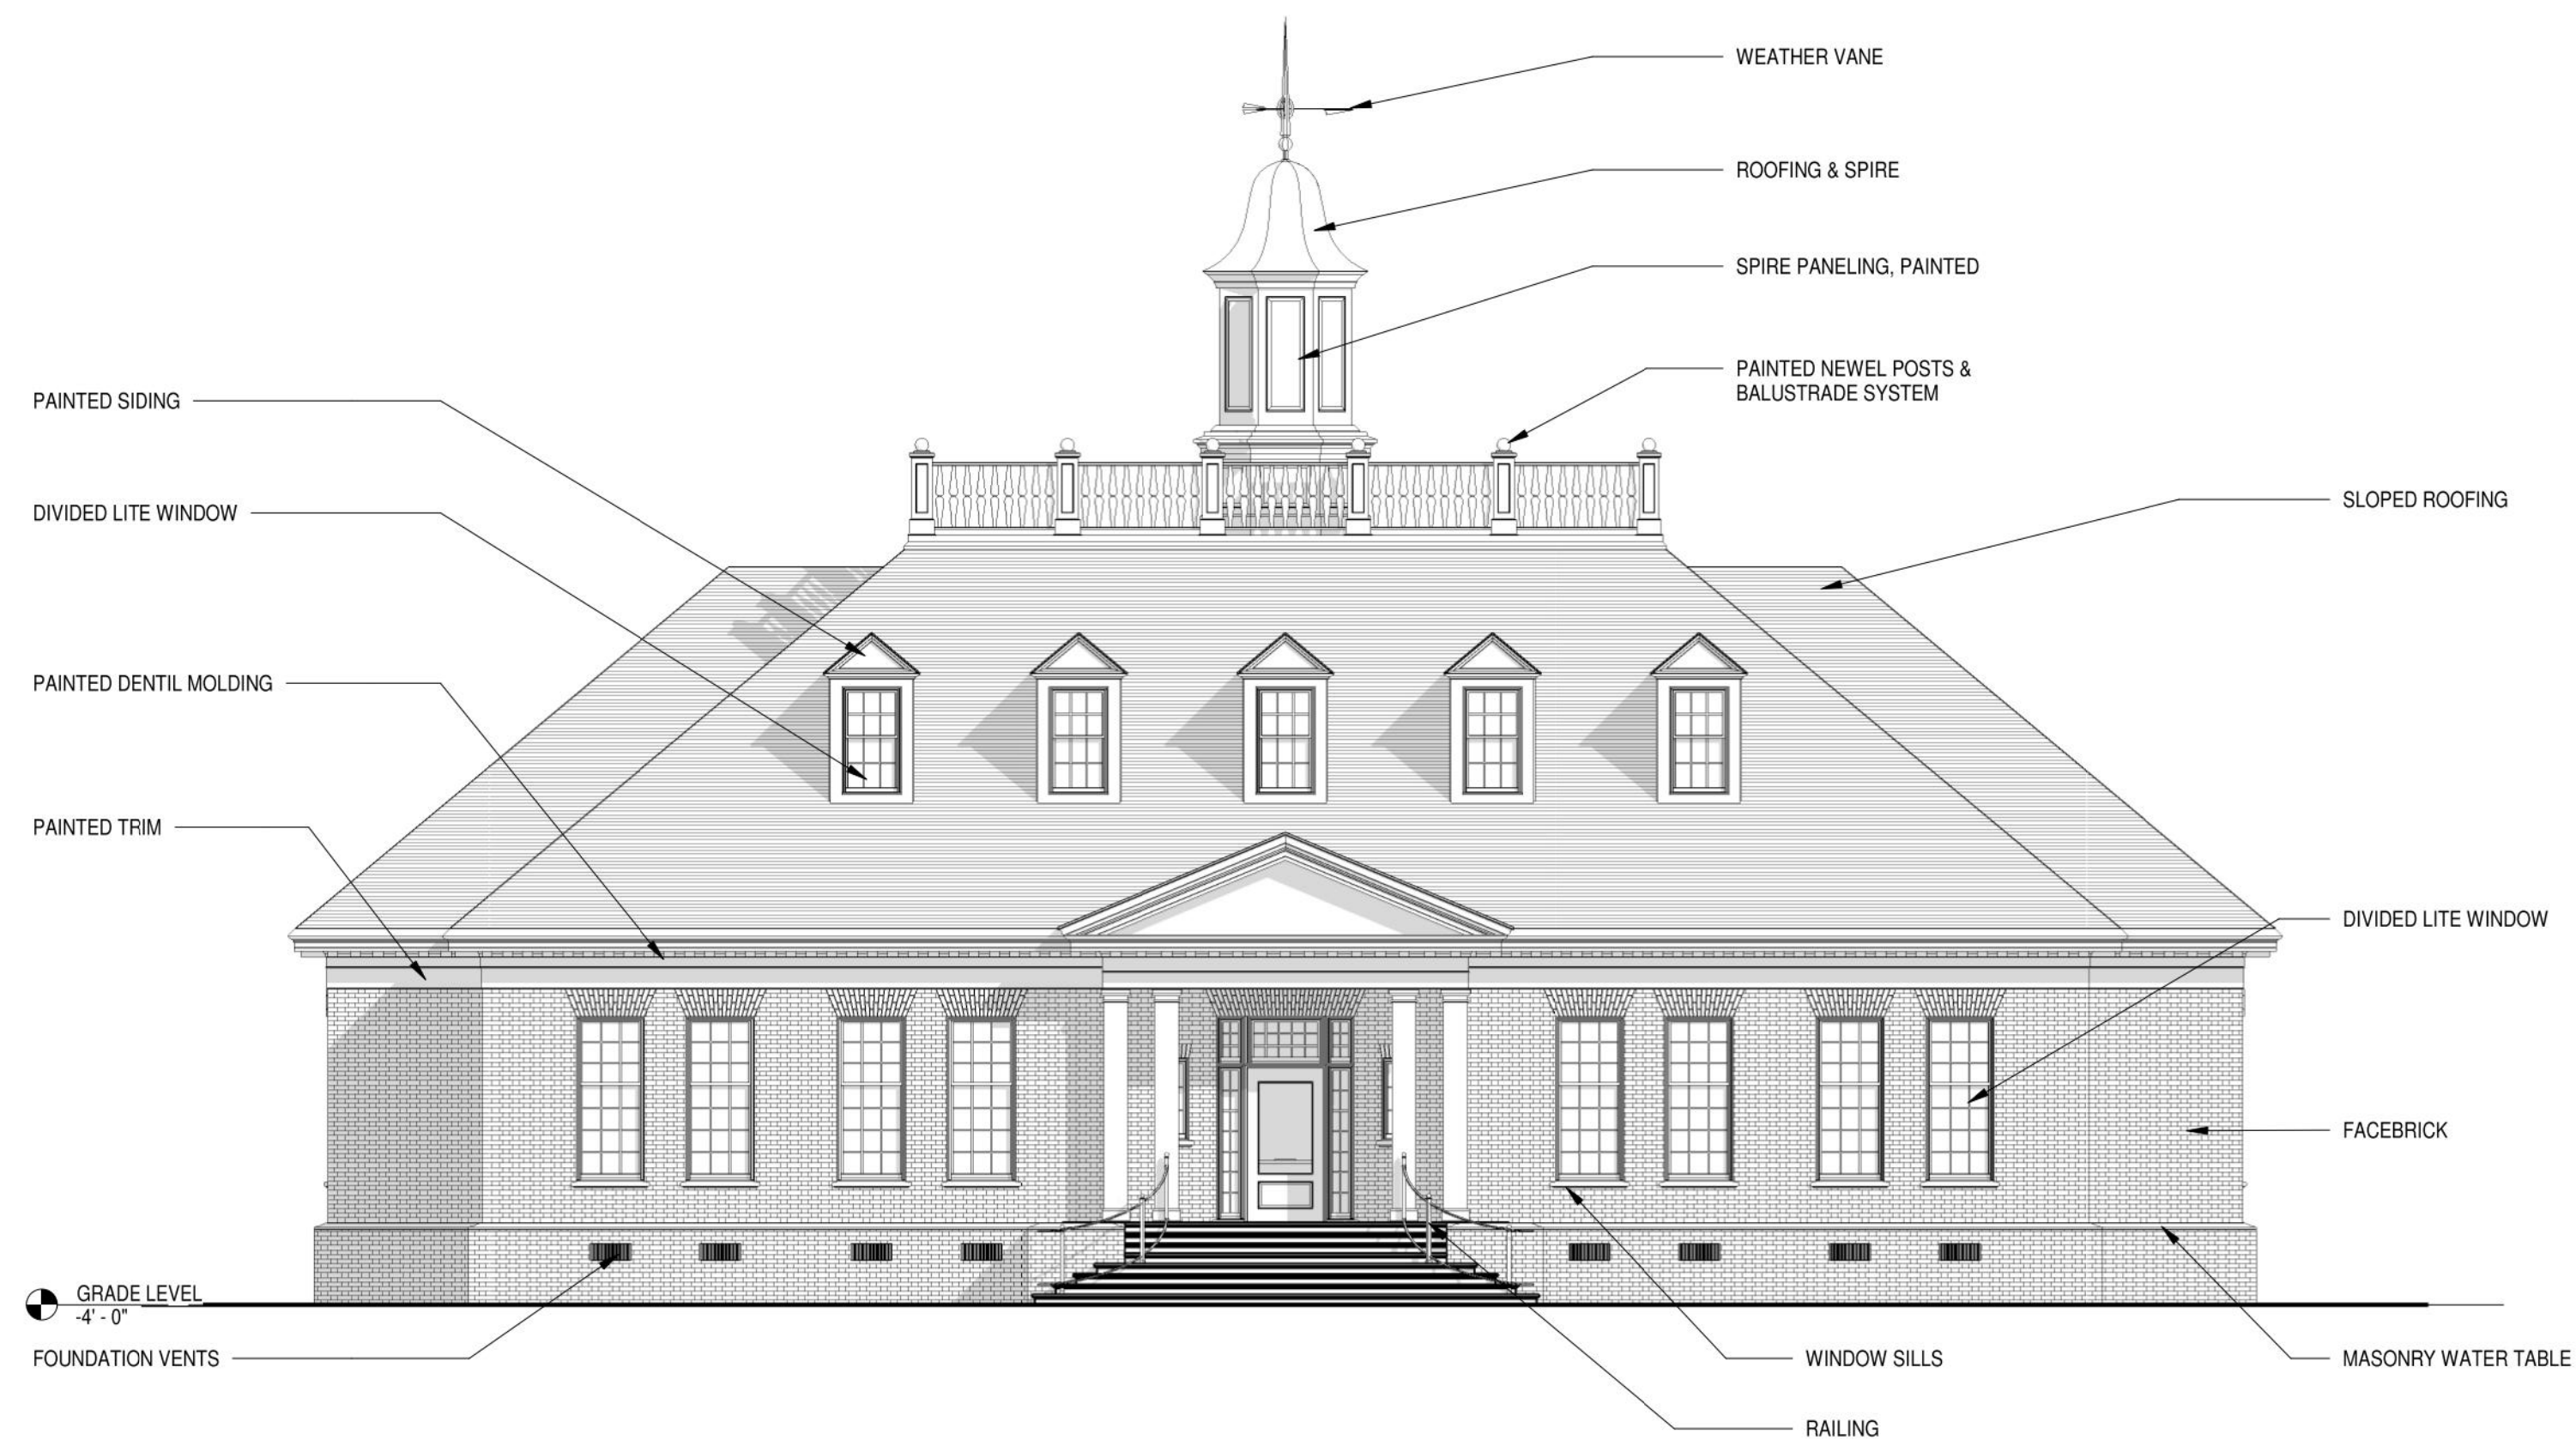 WEATHER VANE
ROOFING & SPIRE
SPIRE PANELING, PAINTED
PAINTED NEWEL POSTS &
BALUSTRADE SYSTEM
PAINTED SIDING
DIVIDED LITE WINDOW
PAINTED DENTIL MOLDING
PAINTED TRIM
SLOPED ROOFING
DIVIDED LITE WINDOW
FACEBRICK
GRADE LEVEL
-4' - 0"
FOUNDATION VENTS
WINDOW SILLS
MASONRY WATER TABLE
RAILING